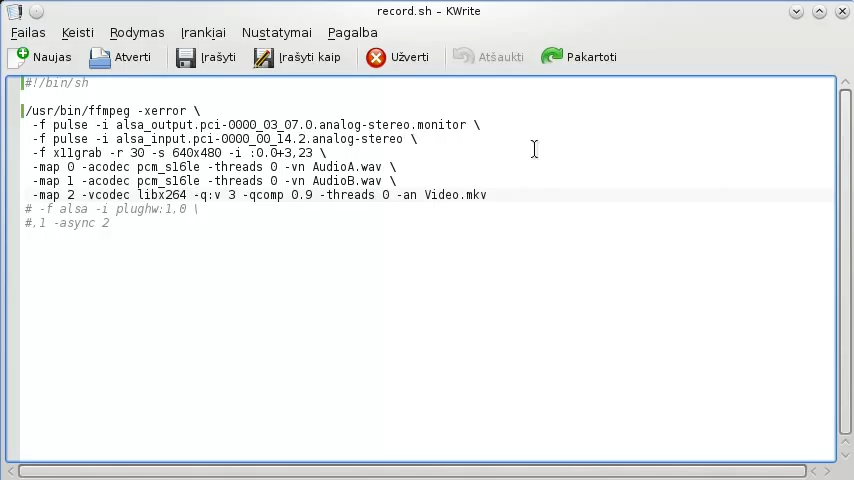 record.sh – KWrite
Failas Keisti Rodymas Įrankiai Nustatymai Pagalba
Naujas Atverti Įrašyti Įrašyti kaip Užverti Atšaukti Pakartoti
#!/bin/sh
/usr/bin/ffmpeg -xerror \
-f pulse -i alsa_output.pci-0000_03_07.0.analog-stereo.monitor \
-f pulse -i alsa_input.pci-0000_00_14.2.analog-stereo \
-f x11grab -r 30 -s 640x480 -i :0.0+3,23 \
-map 0 -acodec pcm_s16le -threads 0 -vn AudioA.wav \
-map 1 -acodec pcm_s16le -threads 0 -vn AudioB.wav \
-map 2 -vcodec libx264 -q:v 3 -qcomp 0.9 -threads 0 -an Video.mkv
# -f alsa -i plughw:1,0 \
#,1 -async 2